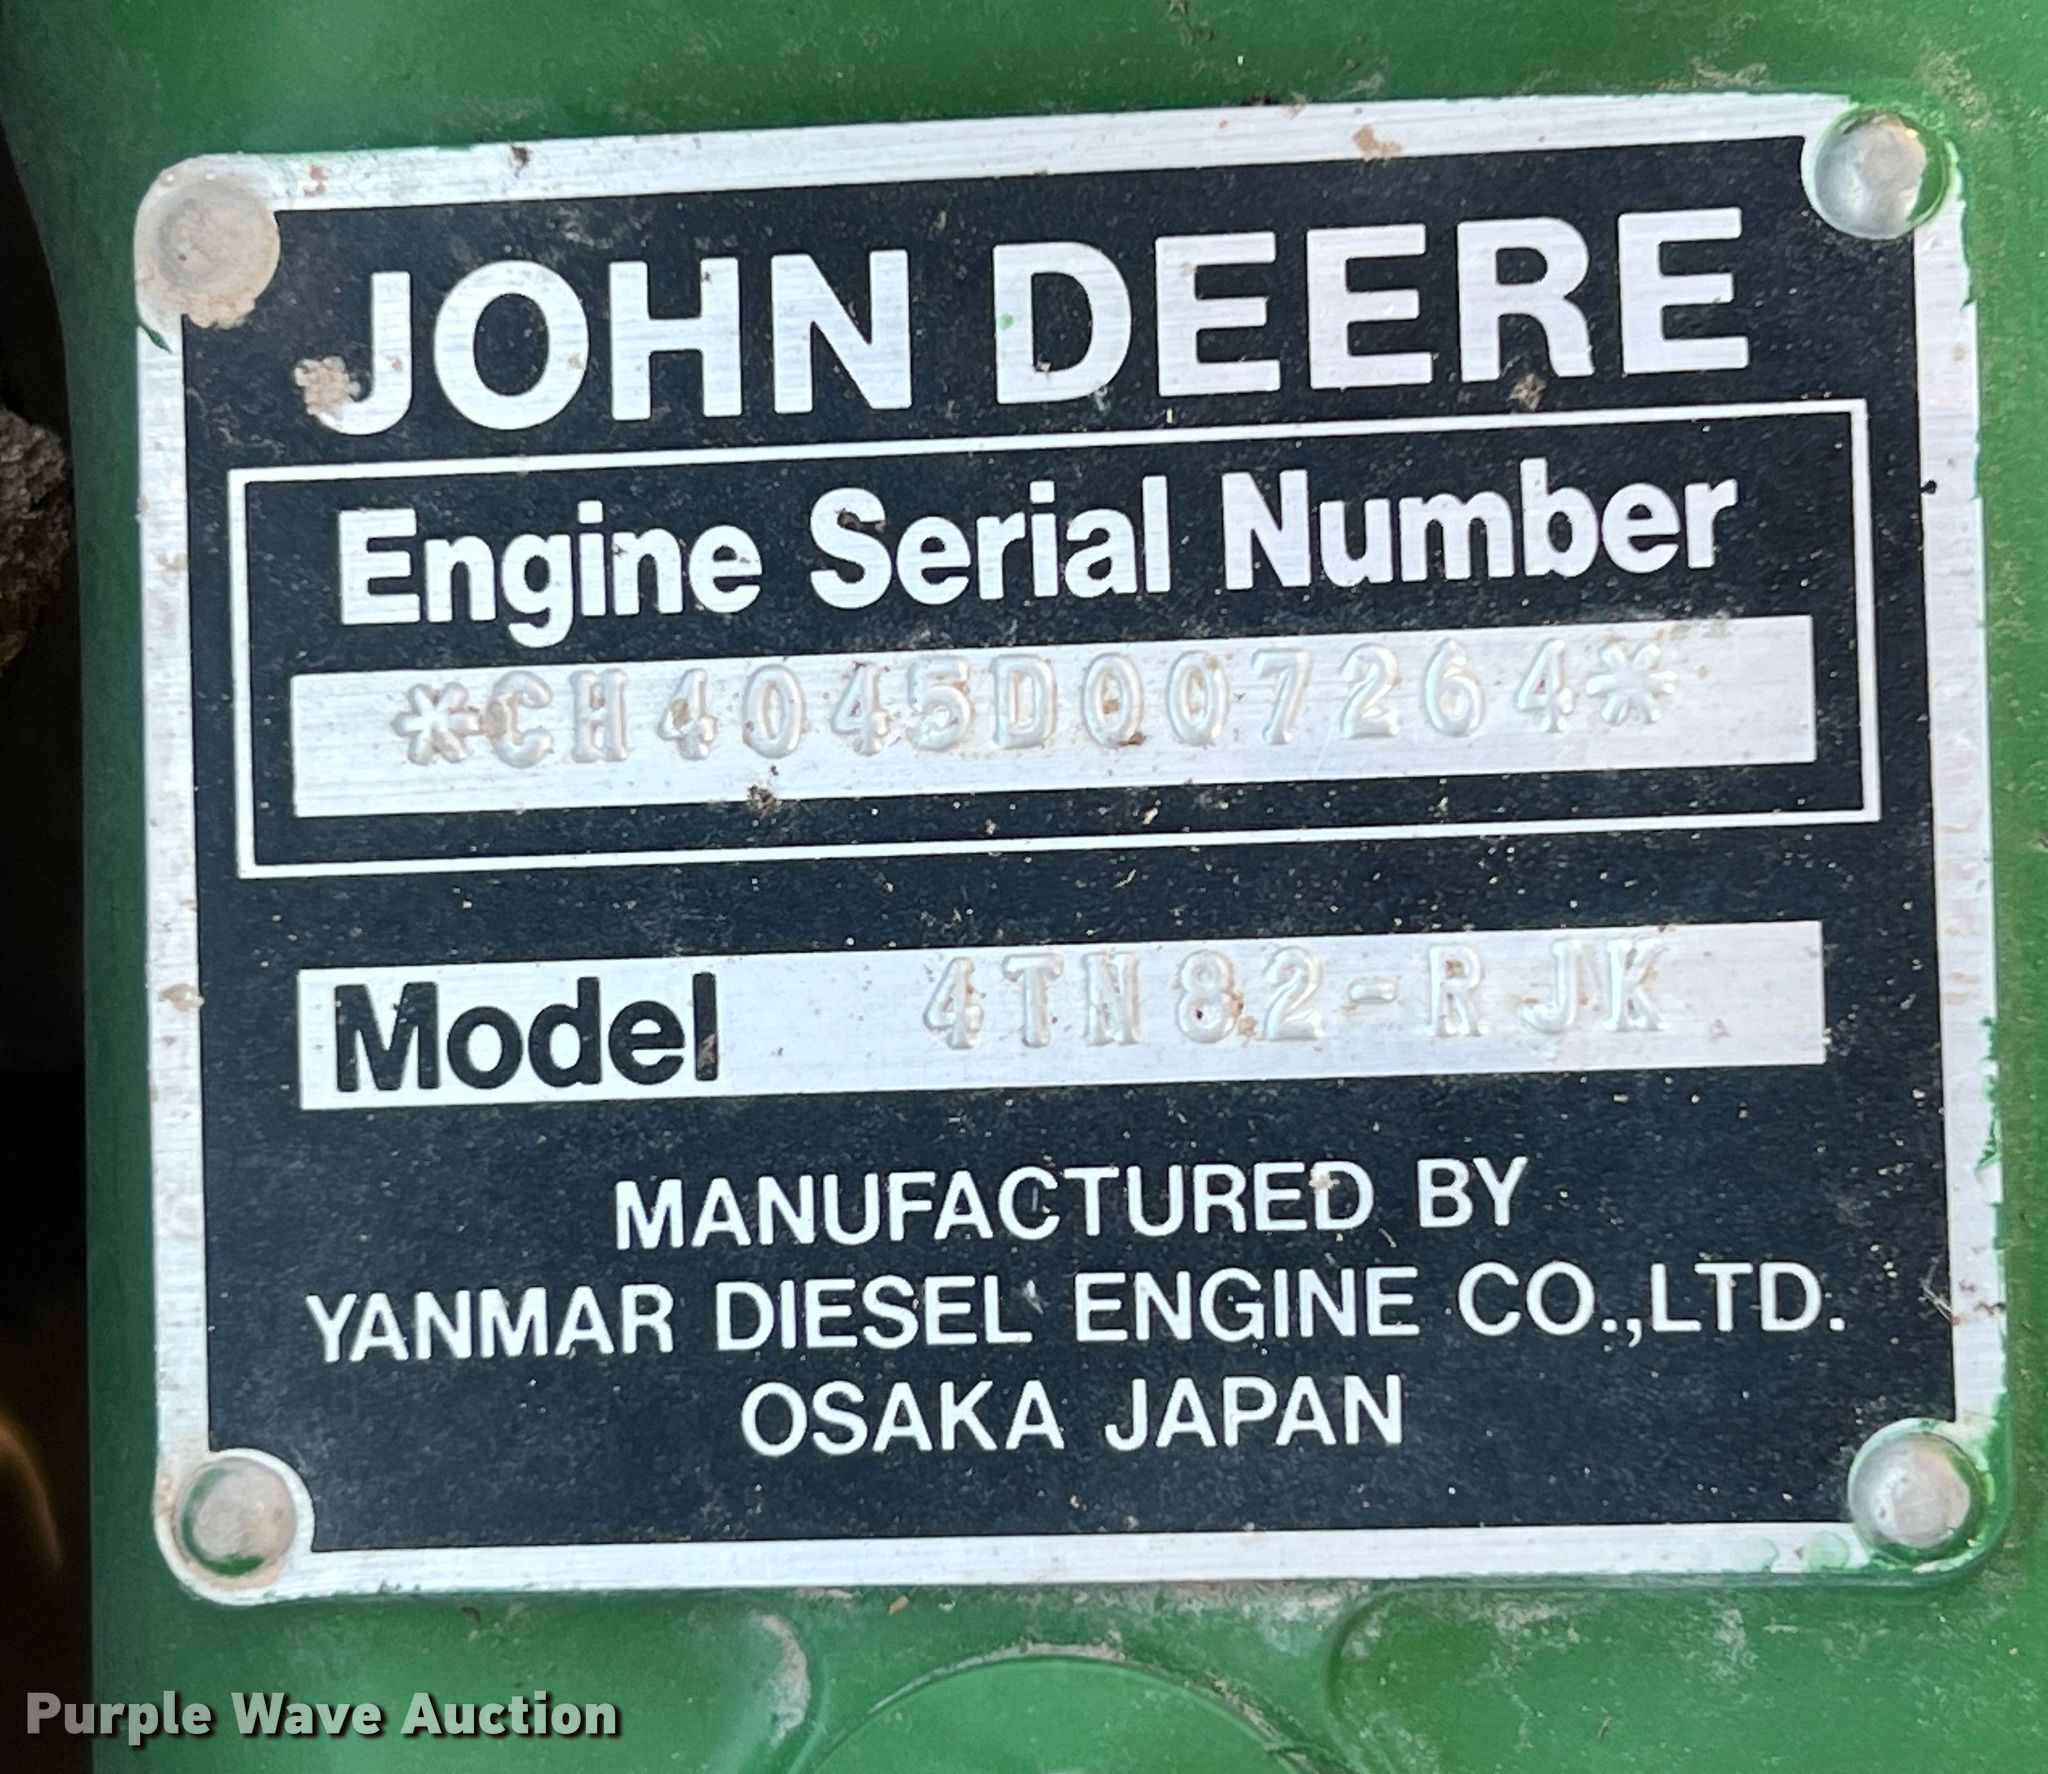 JOHN DEERE
Engine Serial Number
*CH4045D007264*
Model 4TN82-RJK
MANUFACTURED BY
YANMAR DIESEL ENGINE CO.,LTD.
OSAKA JAPAN
Purple Wave Auction